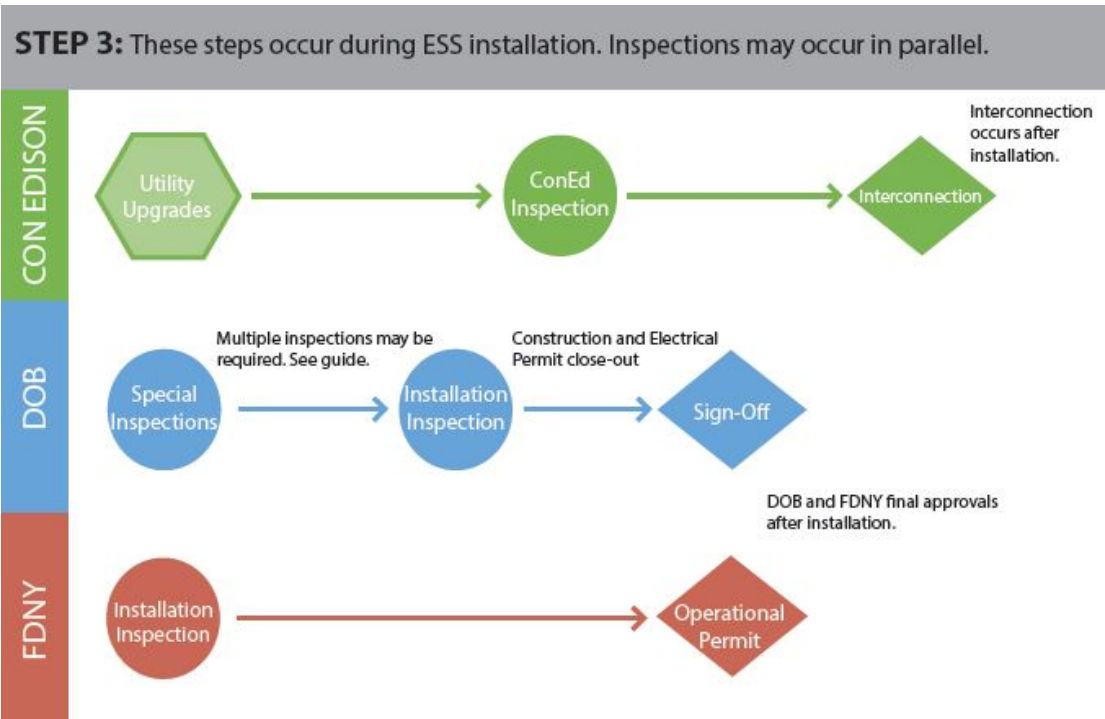 STEP 3: These steps occur during ESS installation. Inspections may occur in parallel.
CON EDISON
Utility
Upgrades
ConEd
Inspection
Interconnection
occurs after
installation.
Interconnection
DOB
Special
Inspections
Multiple inspections may be
required. See guide.
Installation
Inspection
Construction and Electrical
Permit close-out
Sign-Off
DOB and FDNY final approvals
after installation.
FDNY
Installation
Inspection
Operational
Permit